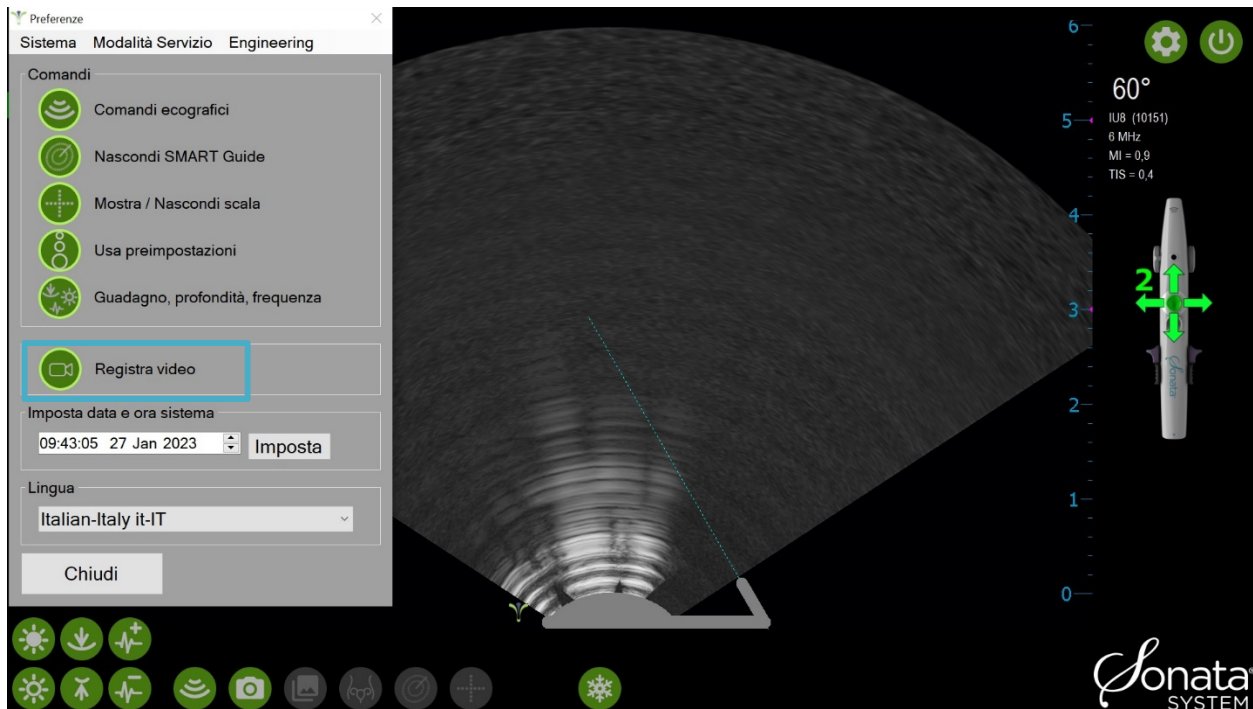 Preferenze
Sistema Modalità Servizio Engineering
Comandi
Comandi ecografici
Nascondi SMART Guide
Mostra / Nascondi scala
Usa preimpostazioni
Guadagno, profondità, frequenza
Registra video
Imposta data e ora sistema
09:43:05 27 Jan 2023 Imposta
Lingua
Italian-Italy it-IT
Chiudi
6
5
4
3
2
1
0
60°
IU8 (10151)
6 MHz
MI = 0,9
TIS = 0,4
2
Sonata
Sonata®
SYSTEM